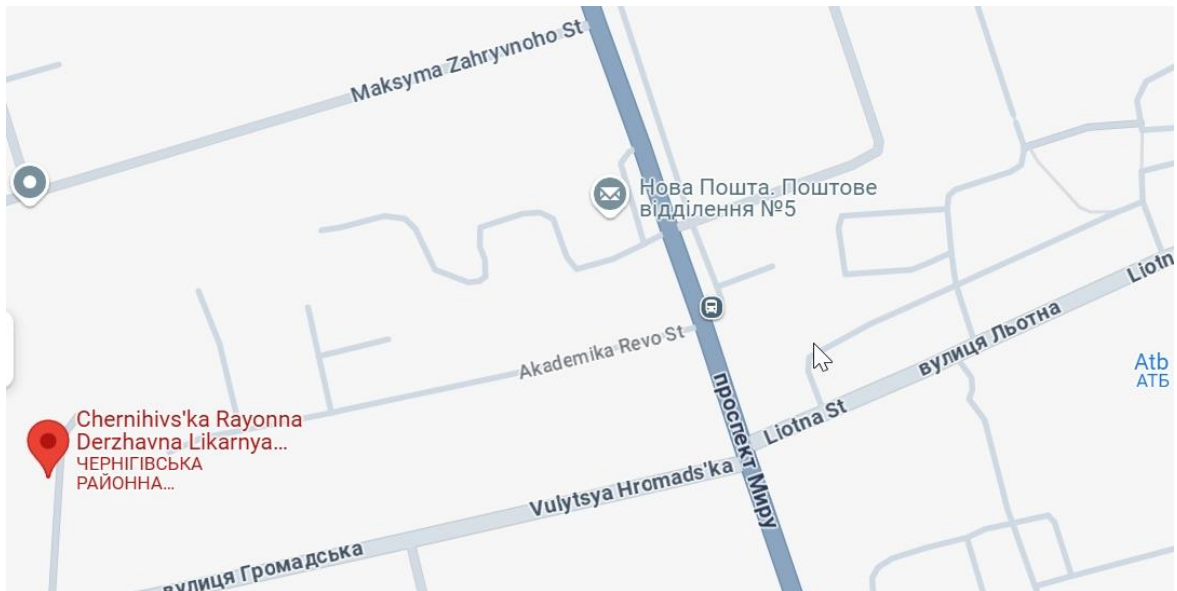 Maksyma Zahryvnoho St
Нова Пошта. Поштове
відділення №5
Liotn
вулиця Льотна
Akademika Revo St
Atb
АТБ
проспект Миру
Liotna St
Chernihivs'ka Rayonna
Derzhavna Likarnya...
ЧЕРНІГІВСЬКА
РАЙОННА...
Vulytsya Hromads'ka
вулиця Громадська